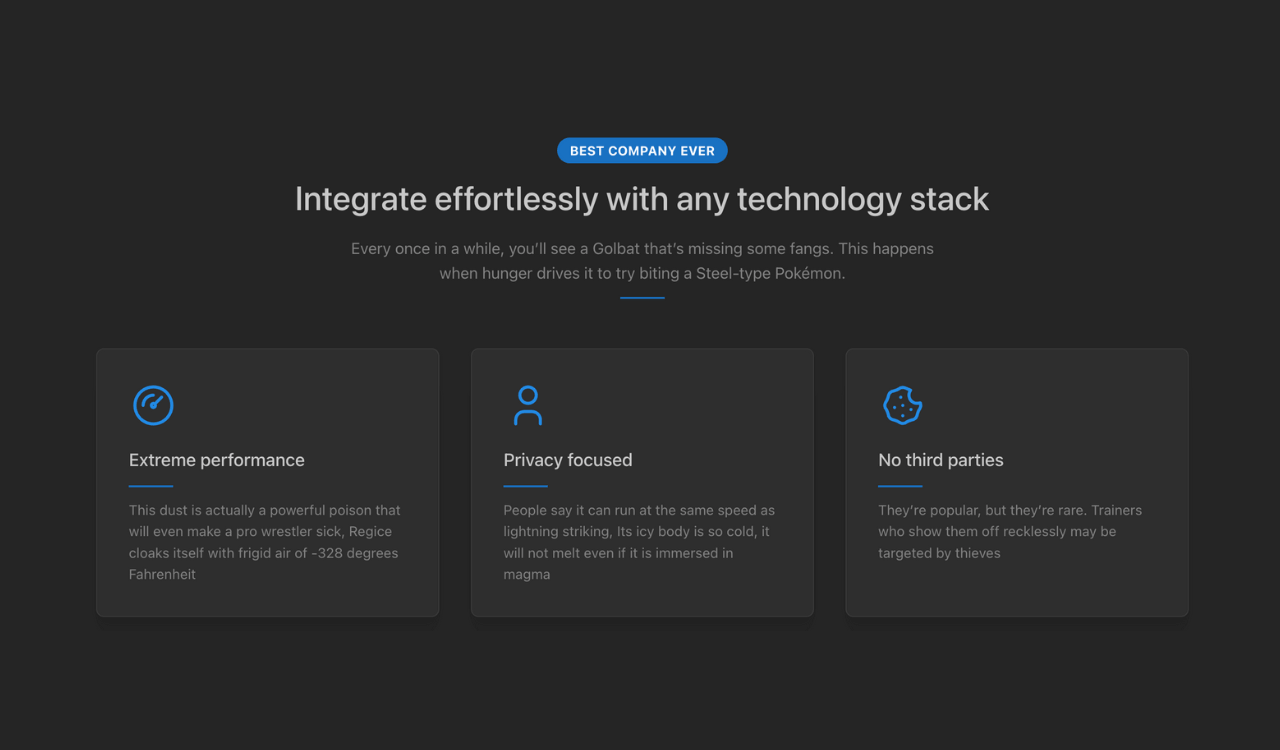 BEST COMPANY EVER
Integrate effortlessly with any technology stack
Every once in a while, you’ll see a Golbat that’s missing some fangs. This happens
when hunger drives it to try biting a Steel-type Pokémon.
Extreme performance
This dust is actually a powerful poison that
will even make a pro wrestler sick, Regice
cloaks itself with frigid air of -328 degrees
Fahrenheit
Privacy focused
People say it can run at the same speed as
lightning striking, Its icy body is so cold, it
will not melt even if it is immersed in
magma
No third parties
They’re popular, but they’re rare. Trainers
who show them off recklessly may be
targeted by thieves